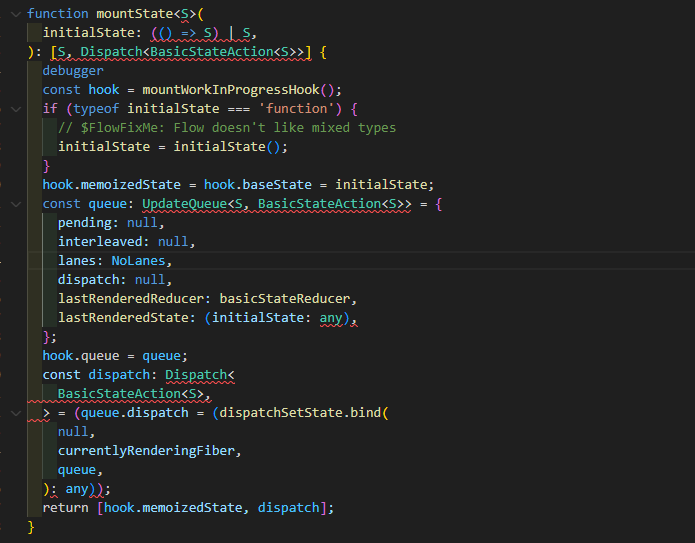 function mountState<S>(
  initialState: (() => S) | S,
): [S, Dispatch<BasicStateAction<S>>] {
  debugger
  const hook = mountWorkInProgressHook();
  if (typeof initialState === 'function') {
    // $FlowFixMe: Flow doesn't like mixed types
    initialState = initialState();
  }
  hook.memoizedState = hook.baseState = initialState;
  const queue: UpdateQueue<S, BasicStateAction<S>> = {
    pending: null,
    interleaved: null,
    lanes: NoLanes,
    dispatch: null,
    lastRenderedReducer: basicStateReducer,
    lastRenderedState: (initialState: any),
  };
  hook.queue = queue;
  const dispatch: Dispatch<
    BasicStateAction<S>,
  > = (queue.dispatch = (dispatchSetState.bind(
    null,
    currentlyRenderingFiber,
    queue,
  ): any));
  return [hook.memoizedState, dispatch];
}